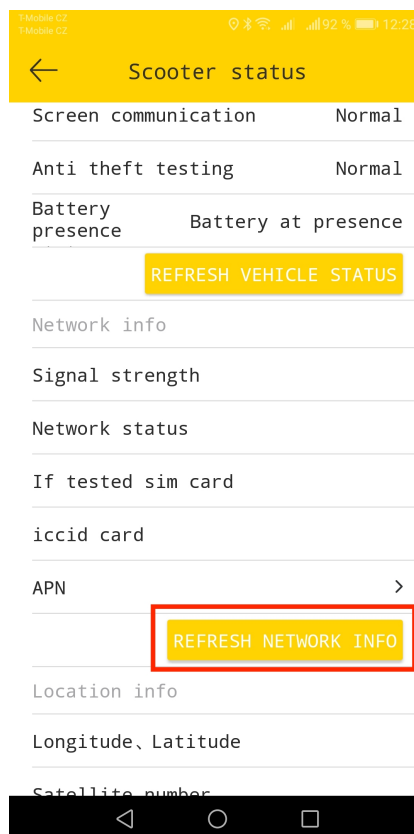 T-Mobile CZ
T-Mobile CZ
92 % 12:28
Scooter status
Screen communication Normal
Anti theft testing Normal
Battery
presence Battery at presence
REFRESH VEHICLE STATUS
Network info
Signal strength
Network status
If tested sim card
iccid card
APN
REFRESH NETWORK INFO
Location info
Longitude、Latitude
Satellite number